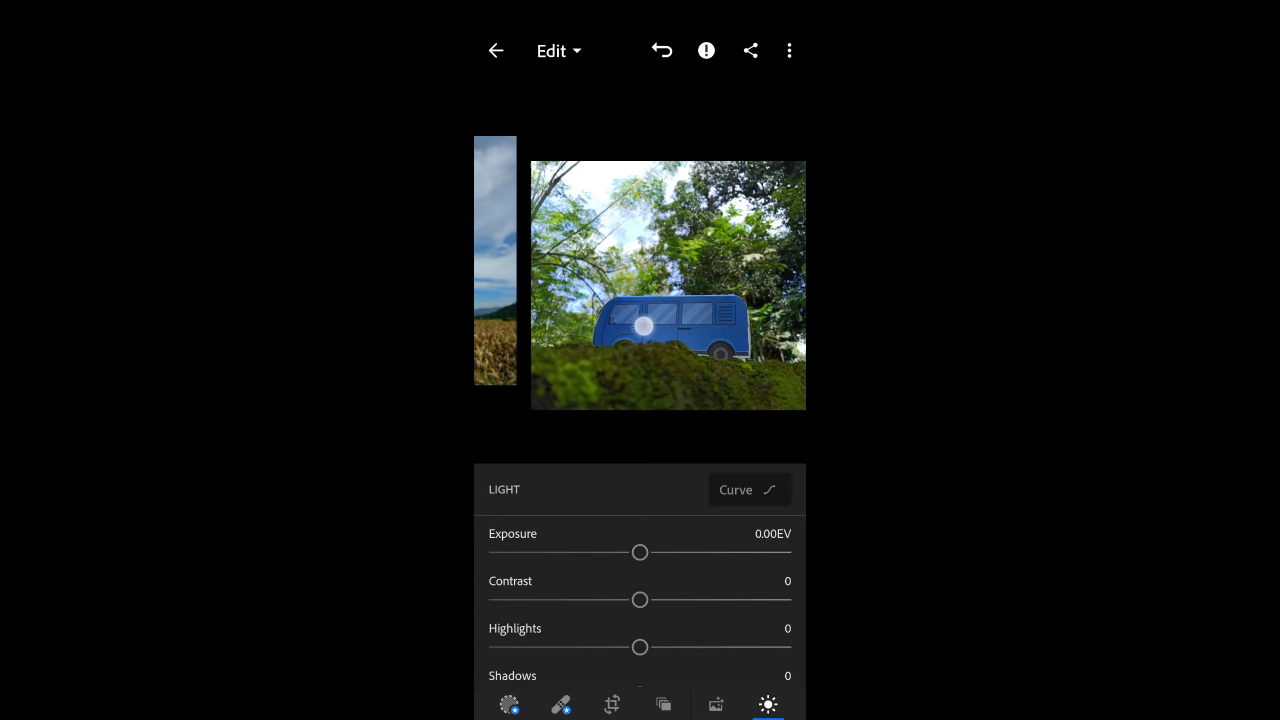 Edit
LIGHT
Curve
Exposure 0.00EV
Contrast 0
Highlights 0
Shadows 0